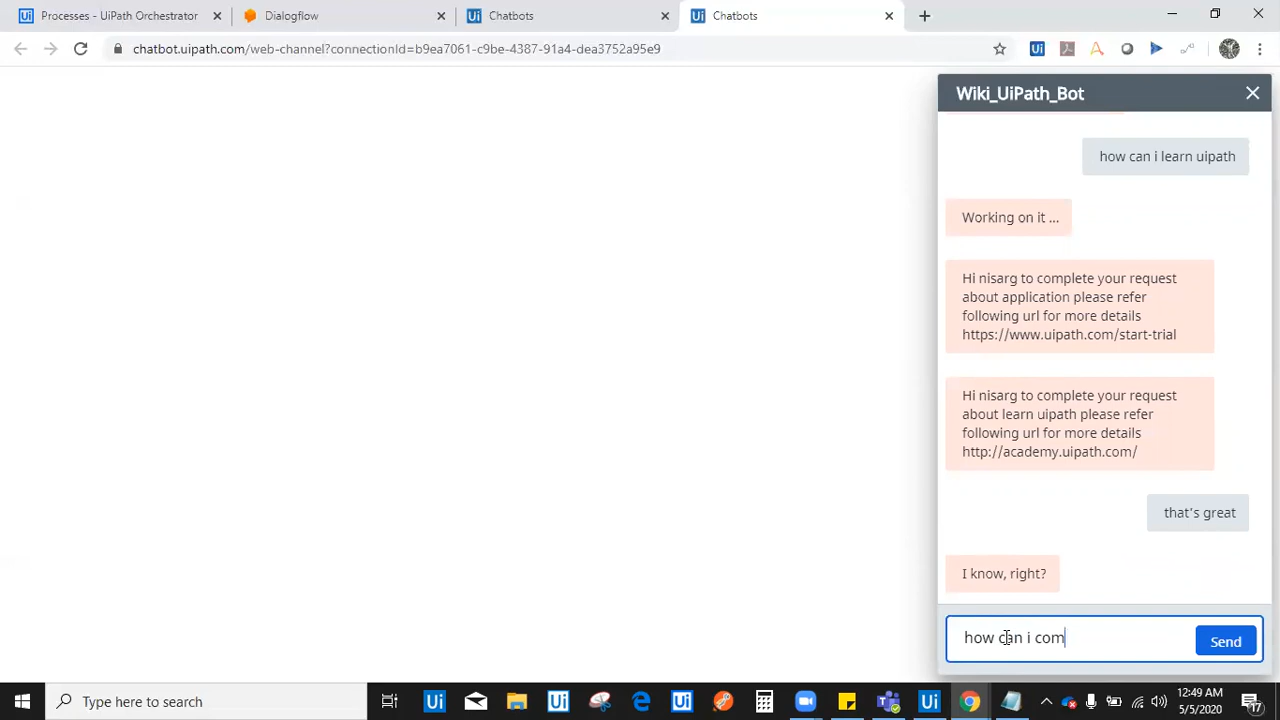 Processes - UiPath Orchestrator
Dialogflow
Chatbots
Chatbots
chatbot.uipath.com/web-channel?connectionId=b9ea7061-c9be-4387-91a4-dea3752a95e9
Wiki_UiPath_Bot
how can i learn uipath
Working on it ...
Hi nisarg to complete your request
about application please refer
following url for more details
https://www.uipath.com/start-trial
Hi nisarg to complete your request
about learn uipath please refer
following url for more details
http://academy.uipath.com/
that's great
I know, right?
how can i com
Send
Type here to search
12:49 AM
5/5/2020
17